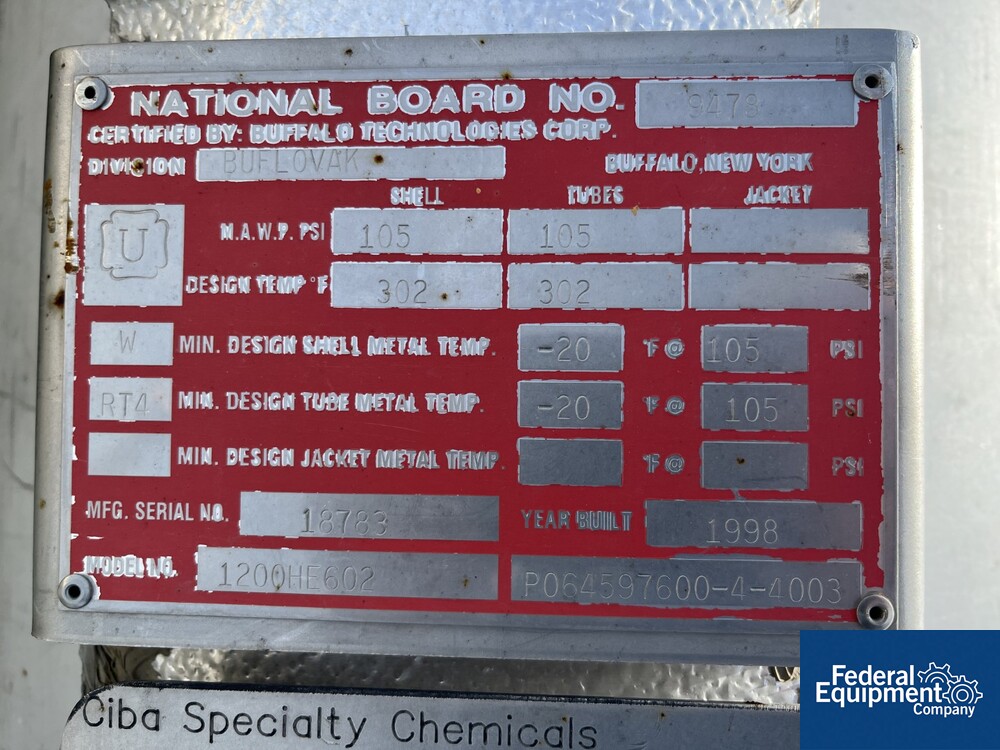 NATIONAL BOARD NO. 9473
CERTIFIED BY: BUFFALO TECHNOLOGIES CORP.
DIVISION BUFLOVAK BUFFALO, NEW YORK
SHELL TUBES JACKET
U M.A.W.P. PSI 105 105
DESIGN TEMP °F 302 302
W MIN. DESIGN SHELL METAL TEMP. -20 °F @ 105 PSI
RT4 MIN. DESIGN TUBE METAL TEMP. -20 °F @ 105 PSI
MIN. DESIGN JACKET METAL TEMP. °F @ PSI
MFG. SERIAL NO. 18783 YEAR BUILT 1998
MODEL NO. 1200HE602 P064597600-4-4003
Ciba Specialty Chemicals
Federal
Equipment
Company